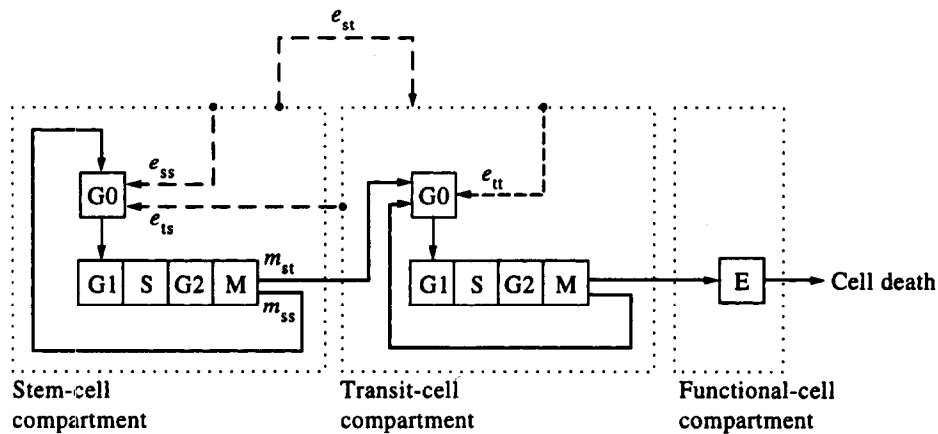 e_st
e_ss
e_ts
G0
e_tt
G0
G1 S G2 M
m_st
m_ss
G1 S G2 M
E
Cell death
Stem-cell
compartment
Transit-cell
compartment
Functional-cell
compartment